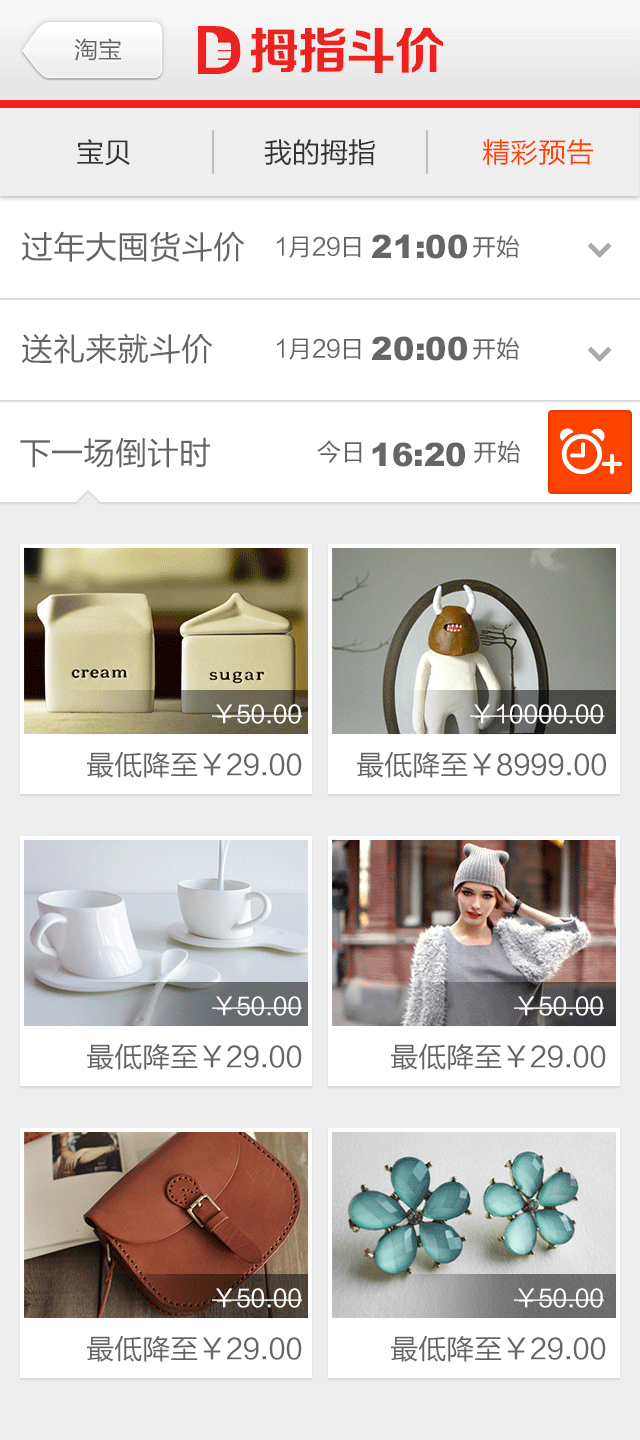 淘宝
拇指斗价
宝贝
我的拇指
精彩预告
过年大囤货斗价 1月29日 21:00 开始
送礼来就斗价 1月29日 20:00 开始
下一场倒计时 今日 16:20 开始
cream
sugar
￥50.00
最低降至￥29.00
￥10000.00
最低降至￥8999.00
￥50.00
最低降至￥29.00
￥50.00
最低降至￥29.00
￥50.00
最低降至￥29.00
￥50.00
最低降至￥29.00